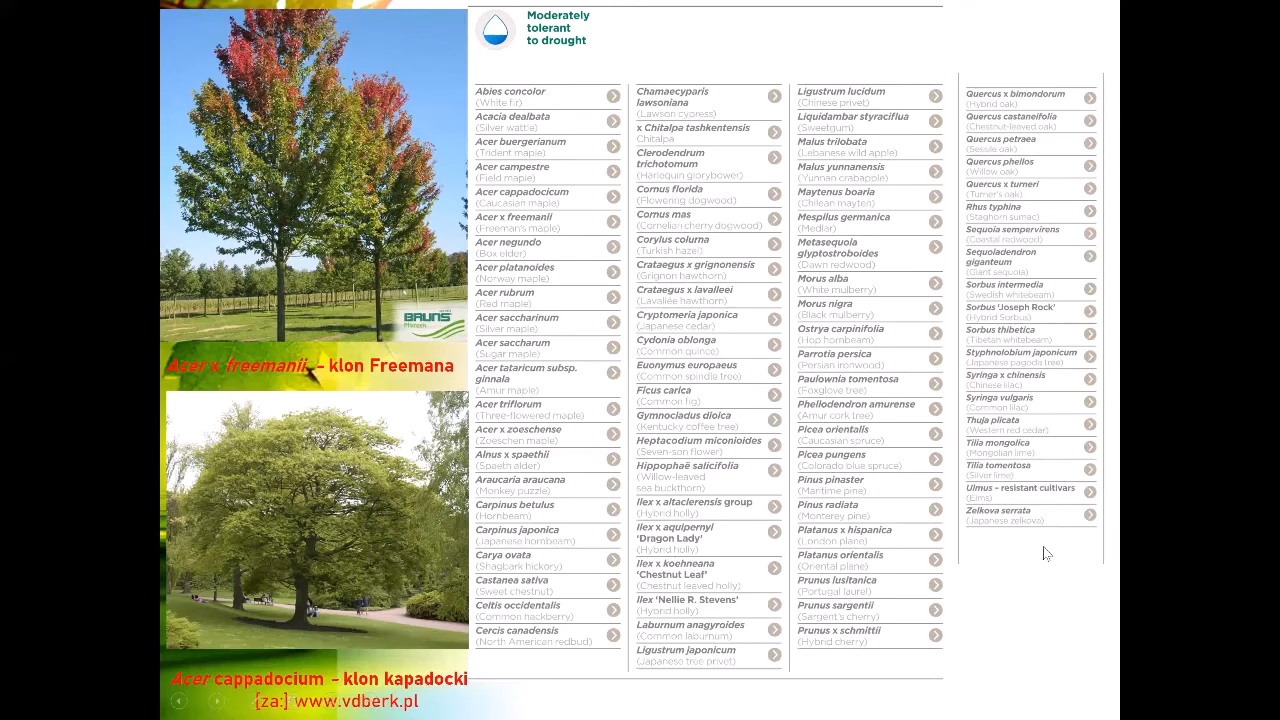 Moderately
tolerant
to drought
Abies concolor
(White fir)
Acacia dealbata
(Silver wattle)
Acer buergerianum
(Trident maple)
Acer campestre
(Field maple)
Acer cappadocicum
(Caucasian maple)
Acer x freemanii
(Freeman's maple)
Acer negundo
(Box elder)
Acer platanoides
(Norway maple)
Acer rubrum
(Red maple)
Acer saccharinum
(Silver maple)
Acer saccharum
(Sugar maple)
Acer tataricum subsp.
ginnala
(Amur maple)
Acer triflorum
(Three-flowered maple)
Acer x zoeschense
(Zoeschen maple)
Alnus x spaethii
(Spaeth alder)
Araucaria araucana
(Monkey puzzle)
Carpinus betulus
(Hornbeam)
Carpinus japonica
(Japanese hornbeam)
Carya ovata
(Shagbark hickory)
Castanea sativa
(Sweet chestnut)
Celtis occidentalis
(Common hackberry)
Cercis canadensis
(North American redbud)
Chamaecyparis
lawsoniana
(Lawson cypress)
x Chitalpa tashkentensis
Chitalpa
Clerodendrum
trichotomum
(Harlequin glorybower)
Cornus florida
(Flowering dogwood)
Cornus mas
(Cornelian cherry dogwood)
Corylus colurna
(Turkish hazel)
Crataegus x grignonensis
(Grignon hawthorn)
Crataegus x lavalleei
(Lavallée hawthorn)
Cryptomeria japonica
(Japanese cedar)
Cydonia oblonga
(Common quince)
Euonymus europaeus
(Common spindle tree)
Ficus carica
(Common fig)
Gymnocladus dioica
(Kentucky coffee tree)
Heptacodium miconioides
(Seven-son flower)
Hippophaë salicifolia
(Willow-leaved
sea buckthorn)
Ilex x altaclerensis group
(Hybrid holly)
Ilex x aquipernyl
'Dragon Lady'
(Hybrid holly)
Ilex x koehneana
'Chestnut Leaf'
(Chestnut leaved holly)
Ilex 'Nellie R. Stevens'
(Hybrid holly)
Laburnum anagyroides
(Common laburnum)
Ligustrum japonicum
(Japanese tree privet)
Ligustrum lucidum
(Chinese privet)
Liquidambar styraciflua
(Sweetgum)
Malus trilobata
(Lebanese wild apple)
Malus yunnanensis
(Yunnan crabapple)
Maytenus boaria
(Chilean mayten)
Mespilus germanica
(Medlar)
Metasequoia
glyptostroboides
(Dawn redwood)
Morus alba
(White mulberry)
Morus nigra
(Black mulberry)
Ostrya carpinifolia
(Hop hornbeam)
Parrotia persica
(Persian ironwood)
Paulownia tomentosa
(Foxglove tree)
Phellodendron amurense
(Amur cork tree)
Picea orientalis
(Caucasian spruce)
Picea pungens
(Colorado blue spruce)
Pinus pinaster
(Maritime pine)
Pinus radiata
(Monterey pine)
Platanus x hispanica
(London plane)
Platanus orientalis
(Oriental plane)
Prunus lusitanica
(Portugal laurel)
Prunus sargentii
(Sargent's cherry)
Prunus x schmittii
(Hybrid cherry)
Quercus x bimondorum
(Hybrid oak)
Quercus castaneifolia
(Chestnut-leaved oak)
Quercus petraea
(Sessile oak)
Quercus phellos
(Willow oak)
Quercus x turneri
(Turner's oak)
Rhus typhina
(Staghorn sumac)
Sequoia sempervirens
(Coastal redwood)
Sequoiadendron
giganteum
(Giant sequoia)
Sorbus intermedia
(Swedish whitebeam)
Sorbus 'Joseph Rock'
(Hybrid Sorbus)
Sorbus thibetica
(Tibetan whitebeam)
Styphnolobium japonicum
(Japanese pagoda tree)
Syringa x chinensis
(Chinese lilac)
Syringa vulgaris
(Common lilac)
Thuja plicata
(Western red cedar)
Tilia mongolica
(Mongolian lime)
Tilia tomentosa
(Silver lime)
Ulmus – resistant cultivars
(Elms)
Zelkova serrata
(Japanese zelkova)
BRUNS
Pflanzen
Acer x freemanii - klon Freemana
Acer cappadocium - klon kapadocki
[za:] www.vdberk.pl